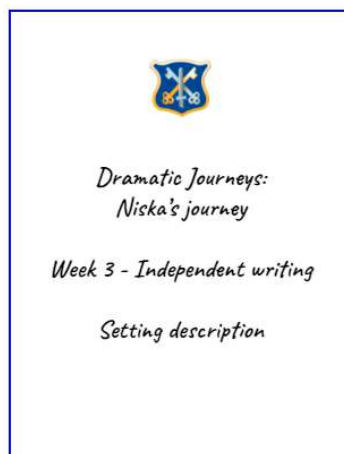 Dramatic Journeys:
Niska's journey
Week 3 - Independent writing
Setting description